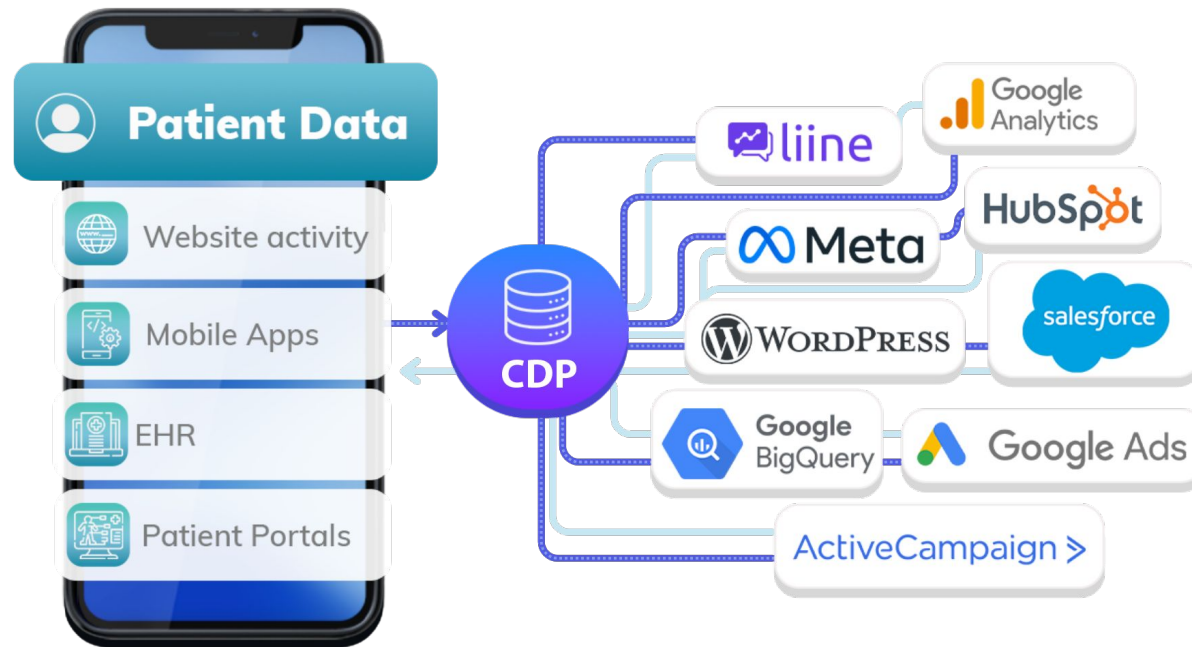 Patient Data
Website activity
Mobile Apps
EHR
Patient Portals
CDP
liine
Google
Analytics
HubSpot
Meta
WORDPRESS
salesforce
Google
BigQuery
Google Ads
ActiveCampaign